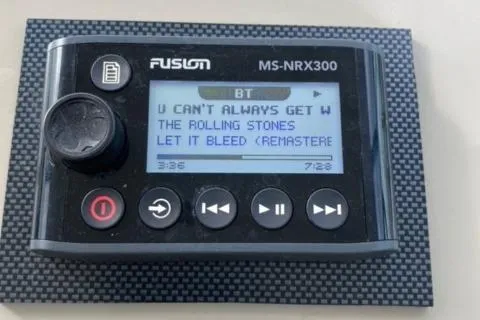 FUSION MS-NRX300
BT
U CAN'T ALWAYS GET W
THE ROLLING STONES
LET IT BLEED (REMASTERE
3:36 7:28